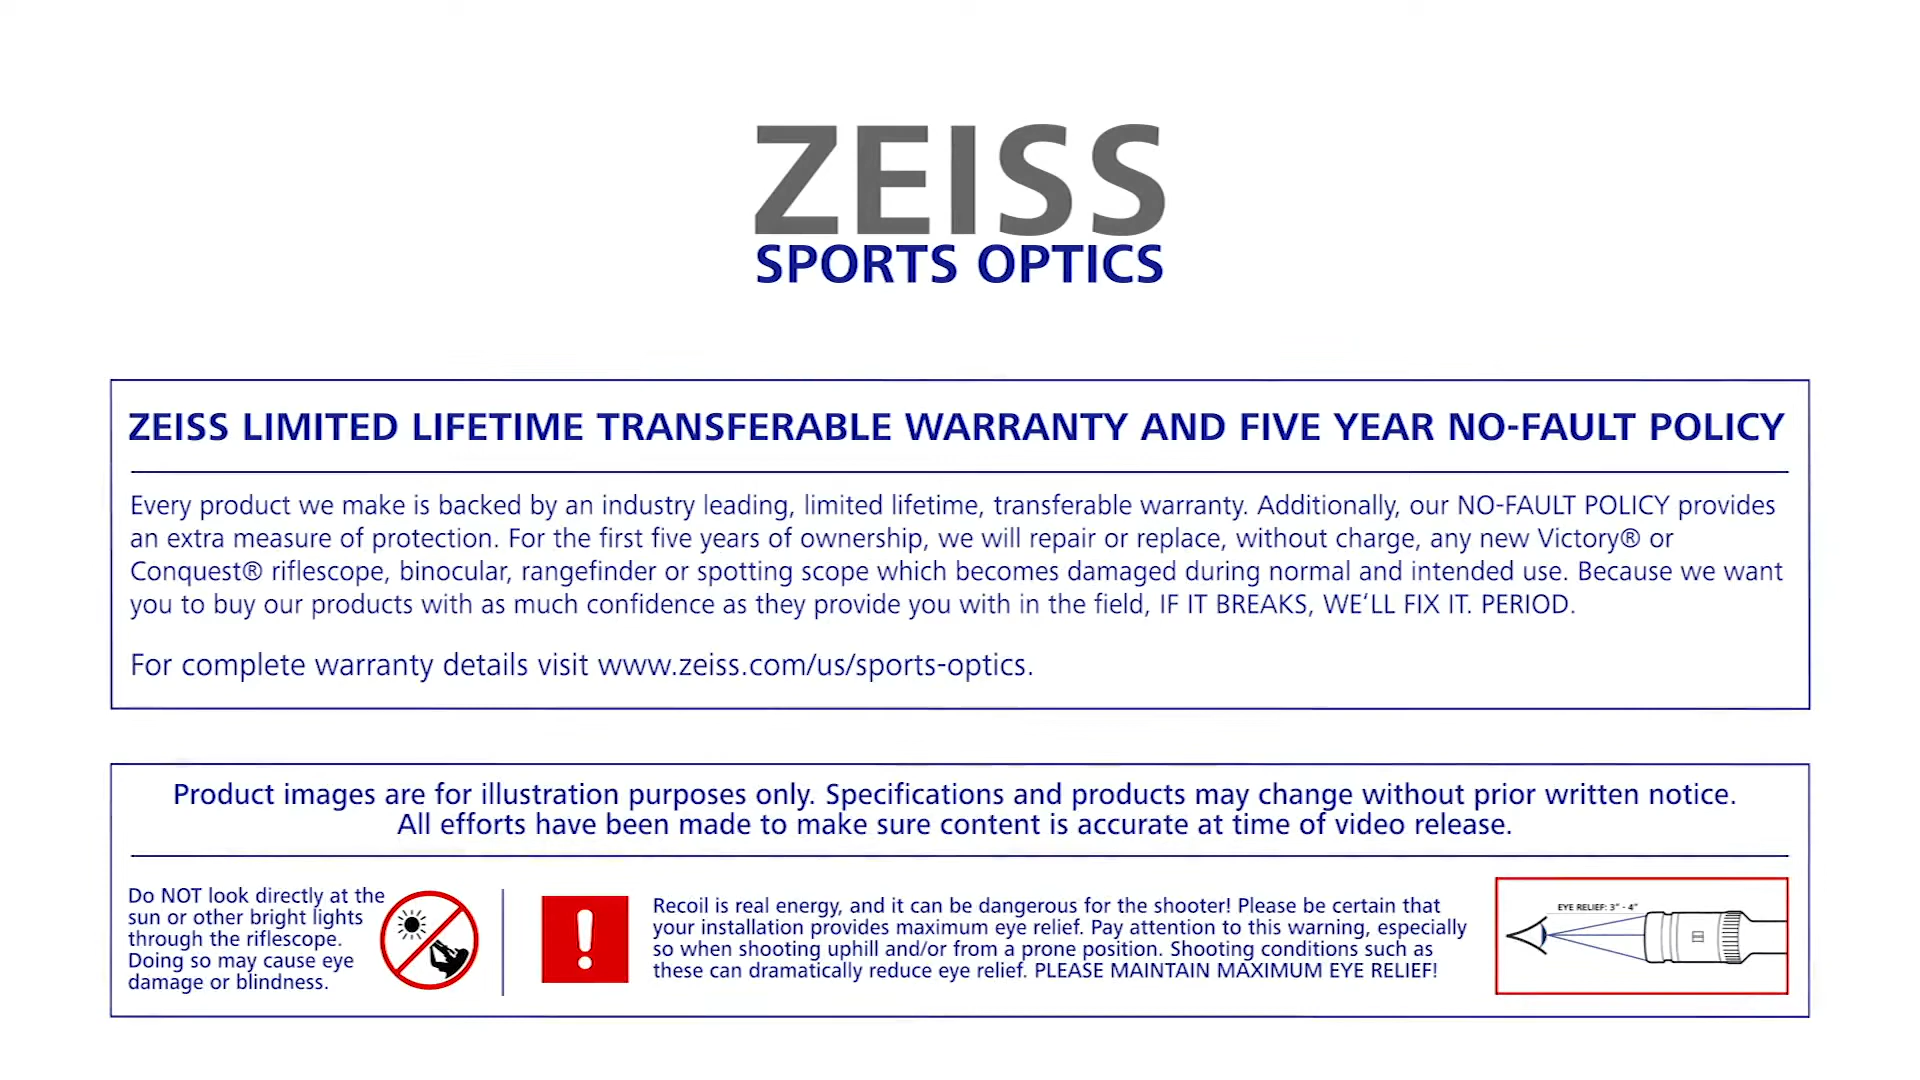 ZEISS
SPORTS OPTICS
ZEISS LIMITED LIFETIME TRANSFERABLE WARRANTY AND FIVE YEAR NO-FAULT POLICY
Every product we make is backed by an industry leading, limited lifetime, transferable warranty. Additionally, our NO-FAULT POLICY provides
an extra measure of protection. For the first five years of ownership, we will repair or replace, without charge, any new Victory® or
Conquest® riflescope, binocular, rangefinder or spotting scope which becomes damaged during normal and intended use. Because we want
you to buy our products with as much confidence as they provide you with in the field, IF IT BREAKS, WE‘LL FIX IT. PERIOD.
For complete warranty details visit www.zeiss.com/us/sports-optics.
Product images are for illustration purposes only. Specifications and products may change without prior written notice.
All efforts have been made to make sure content is accurate at time of video release.
Do NOT look directly at the
sun or other bright lights
through the riflescope.
Doing so may cause eye
damage or blindness.
!
Recoil is real energy, and it can be dangerous for the shooter! Please be certain that
your installation provides maximum eye relief. Pay attention to this warning, especially
so when shooting uphill and/or from a prone position. Shooting conditions such as
these can dramatically reduce eye relief. PLEASE MAINTAIN MAXIMUM EYE RELIEF!
EYE RELIEF: 3” - 4”